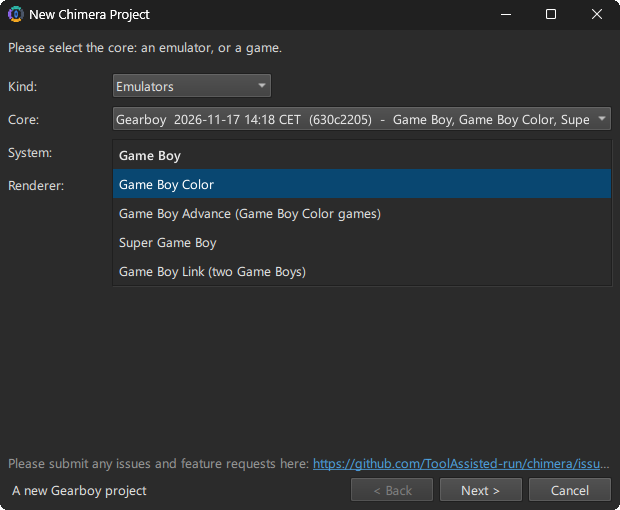 New Chimera Project
Please select the core: an emulator, or a game.
Kind: Emulators
Core: Gearboy 2026-11-17 14:18 CET (630c2205) - Game Boy, Game Boy Color, Supe
System:
Game Boy
Game Boy Color
Renderer:
Game Boy Advance (Game Boy Color games)
Super Game Boy
Game Boy Link (two Game Boys)
Please submit any issues and feature requests here: https://github.com/ToolAssisted-run/chimera/issu...
A new Gearboy project
< Back
Next >
Cancel